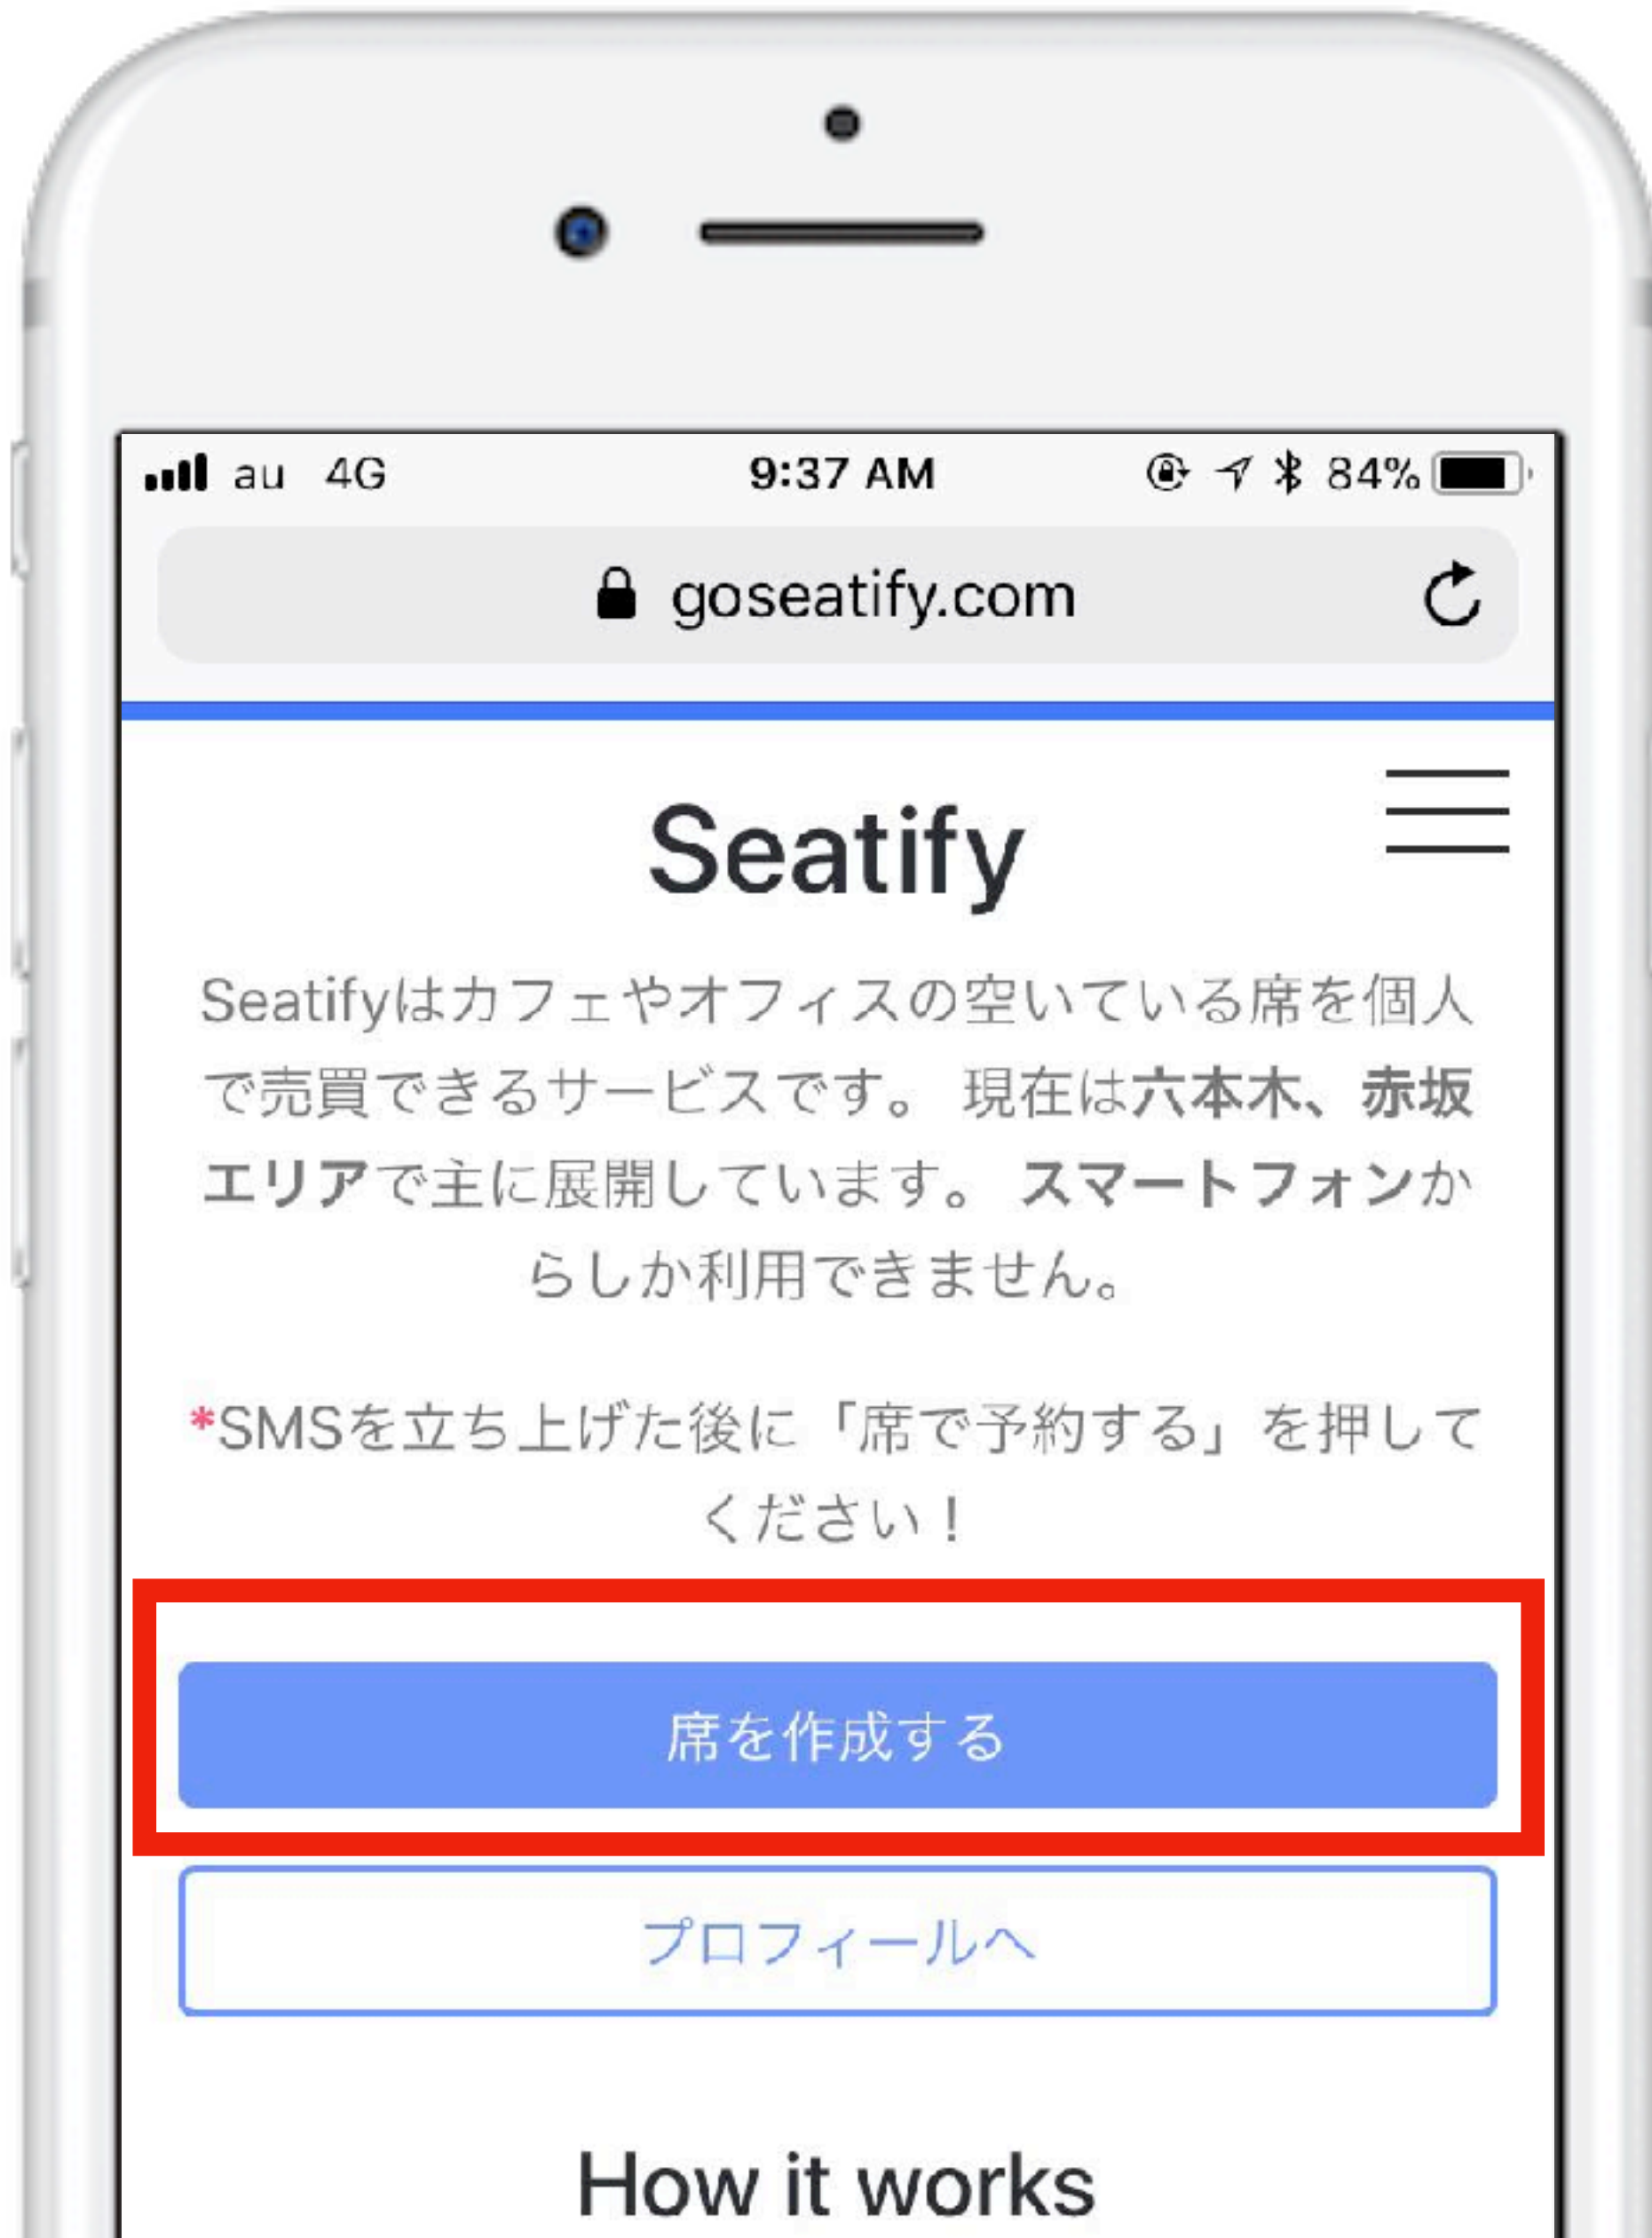 au 4G 9:37 AM 84%
goseatify.com
Seatify
Seatifyはカフェやオフィスの空いている席を個人
で売買できるサービスです。 現在は六本木、赤坂
エリアで主に展開しています。 スマートフォンか
らしか利用できません。
*SMSを立ち上げた後に「席で予約する」を押して
ください！
席を作成する
プロフィールへ
How it works